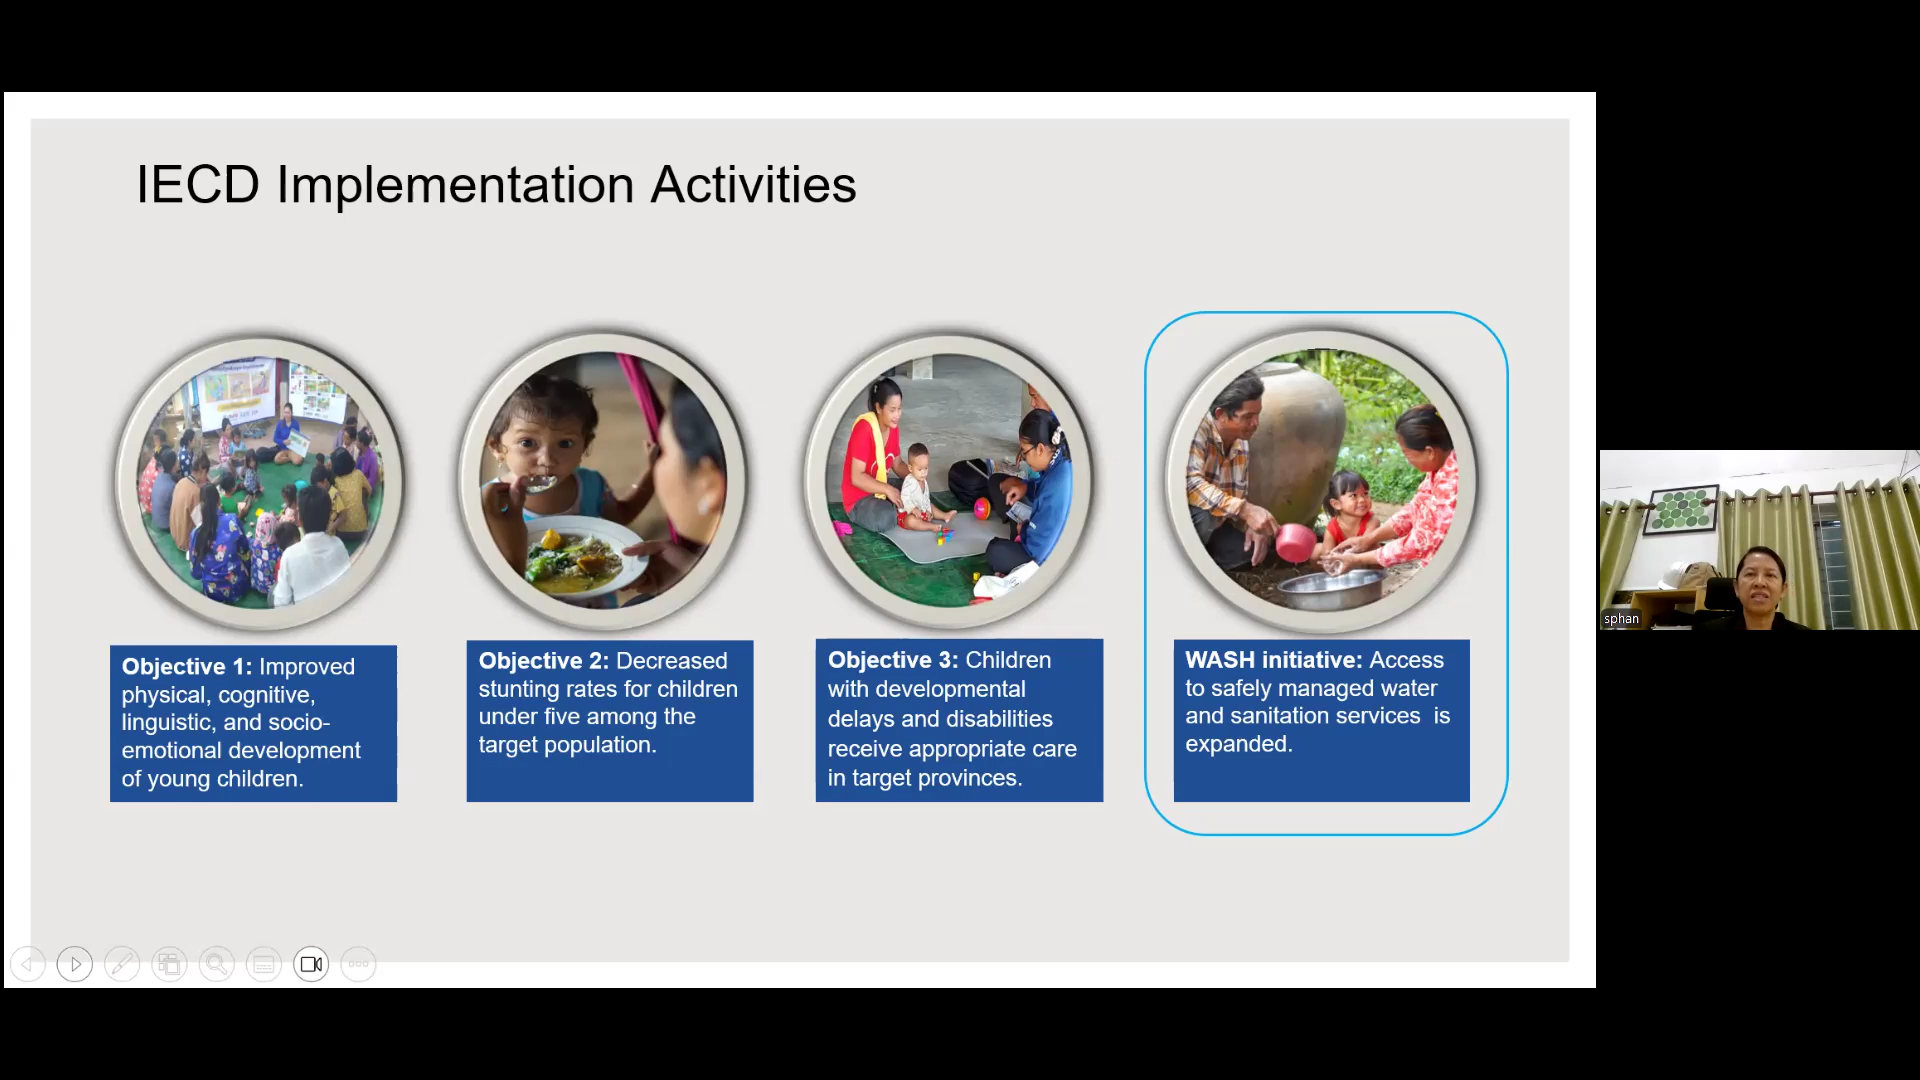 IECD Implementation Activities
Objective 1: Improved
physical, cognitive,
linguistic, and socio-
emotional development
of young children.
Objective 2: Decreased
stunting rates for children
under five among the
target population.
Objective 3: Children
with developmental
delays and disabilities
receive appropriate care
in target provinces.
WASH initiative: Access
to safely managed water
and sanitation services  is
expanded.
sphan